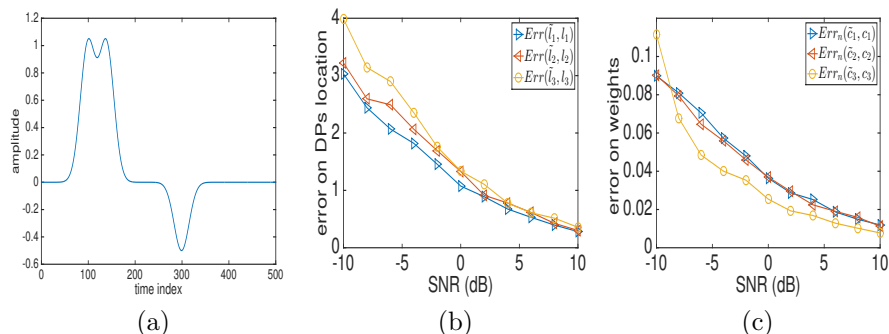 1.2
1
0.8
0.6
0.4
0.2
0
-0.2
-0.4
-0.6
0 100 200 300 400 500
amplitude
time index
(a)
4
3
2
1
0
-10 -5 0 5 10
error on DPs location
SNR (dB)
Err(l̃₁, l₁)
Err(l̃₂, l₂)
Err(l̃₃, l₃)
(b)
0.1
0.08
0.06
0.04
0.02
0
-10 -5 0 5 10
error on weights
SNR (dB)
Errₙ(c̃₁, c₁)
Errₙ(c̃₂, c₂)
Errₙ(c̃₃, c₃)
(c)